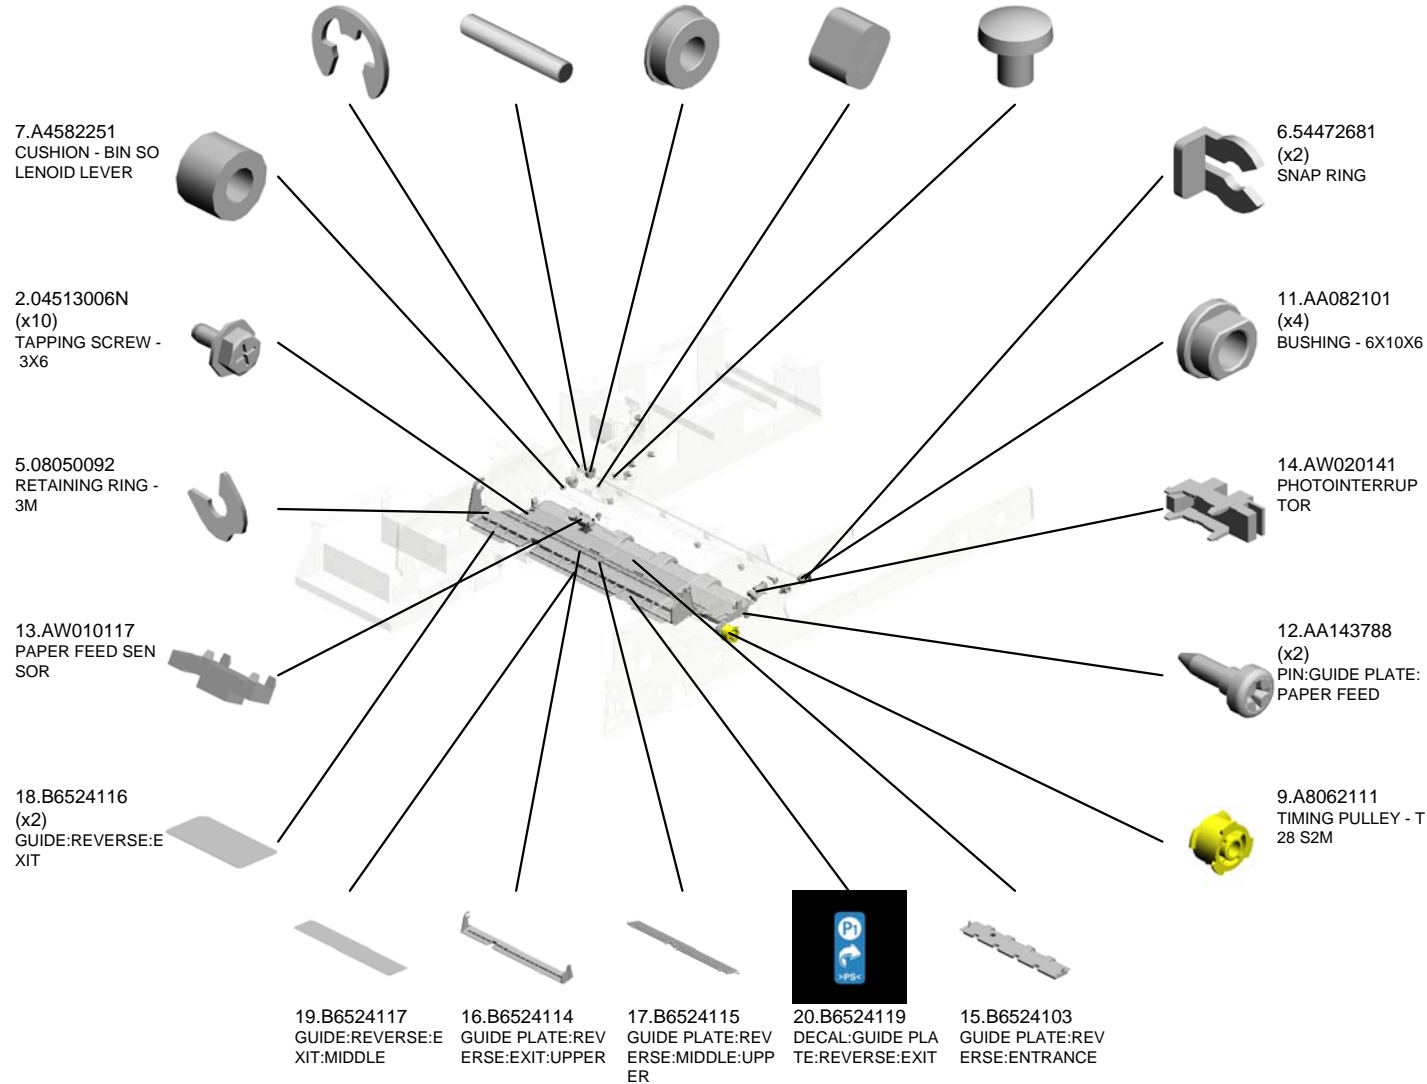 7.A4582251
CUSHION - BIN SO
LENOID LEVER
6.54472681
(x2)
SNAP RING
2.04513006N
(x10)
TAPPING SCREW -
3X6
11.AA082101
(x4)
BUSHING - 6X10X6
5.08050092
RETAINING RING -
3M
14.AW020141
PHOTOINTERRUP
TOR
13.AW010117
PAPER FEED SEN
SOR
12.AA143788
(x2)
PIN:GUIDE PLATE:
PAPER FEED
18.B6524116
(x2)
GUIDE:REVERSE:E
XIT
9.A8062111
TIMING PULLEY - T
28 S2M
P1
>PS<
19.B6524117
GUIDE:REVERSE:E
XIT:MIDDLE
16.B6524114
GUIDE PLATE:REV
ERSE:EXIT:UPPER
17.B6524115
GUIDE PLATE:REV
ERSE:MIDDLE:UPP
ER
20.B6524119
DECAL:GUIDE PLA
TE:REVERSE:EXIT
15.B6524103
GUIDE PLATE:REV
ERSE:ENTRANCE